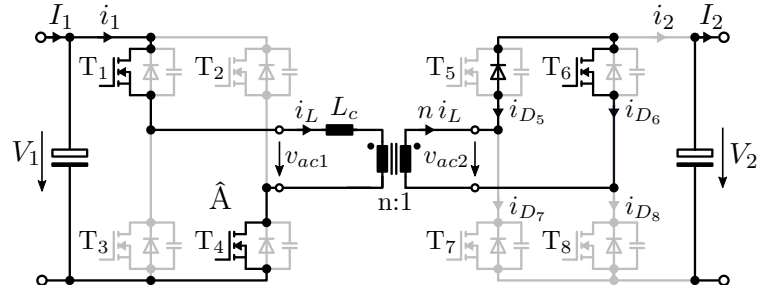 I1 i1 i2 I2
T1 T2 T5 T6
iL Lc n iL iD5 iD6
V1 vac1 vac2 V2
Â n:1 iD7 iD8
T3 T4 T7 T8